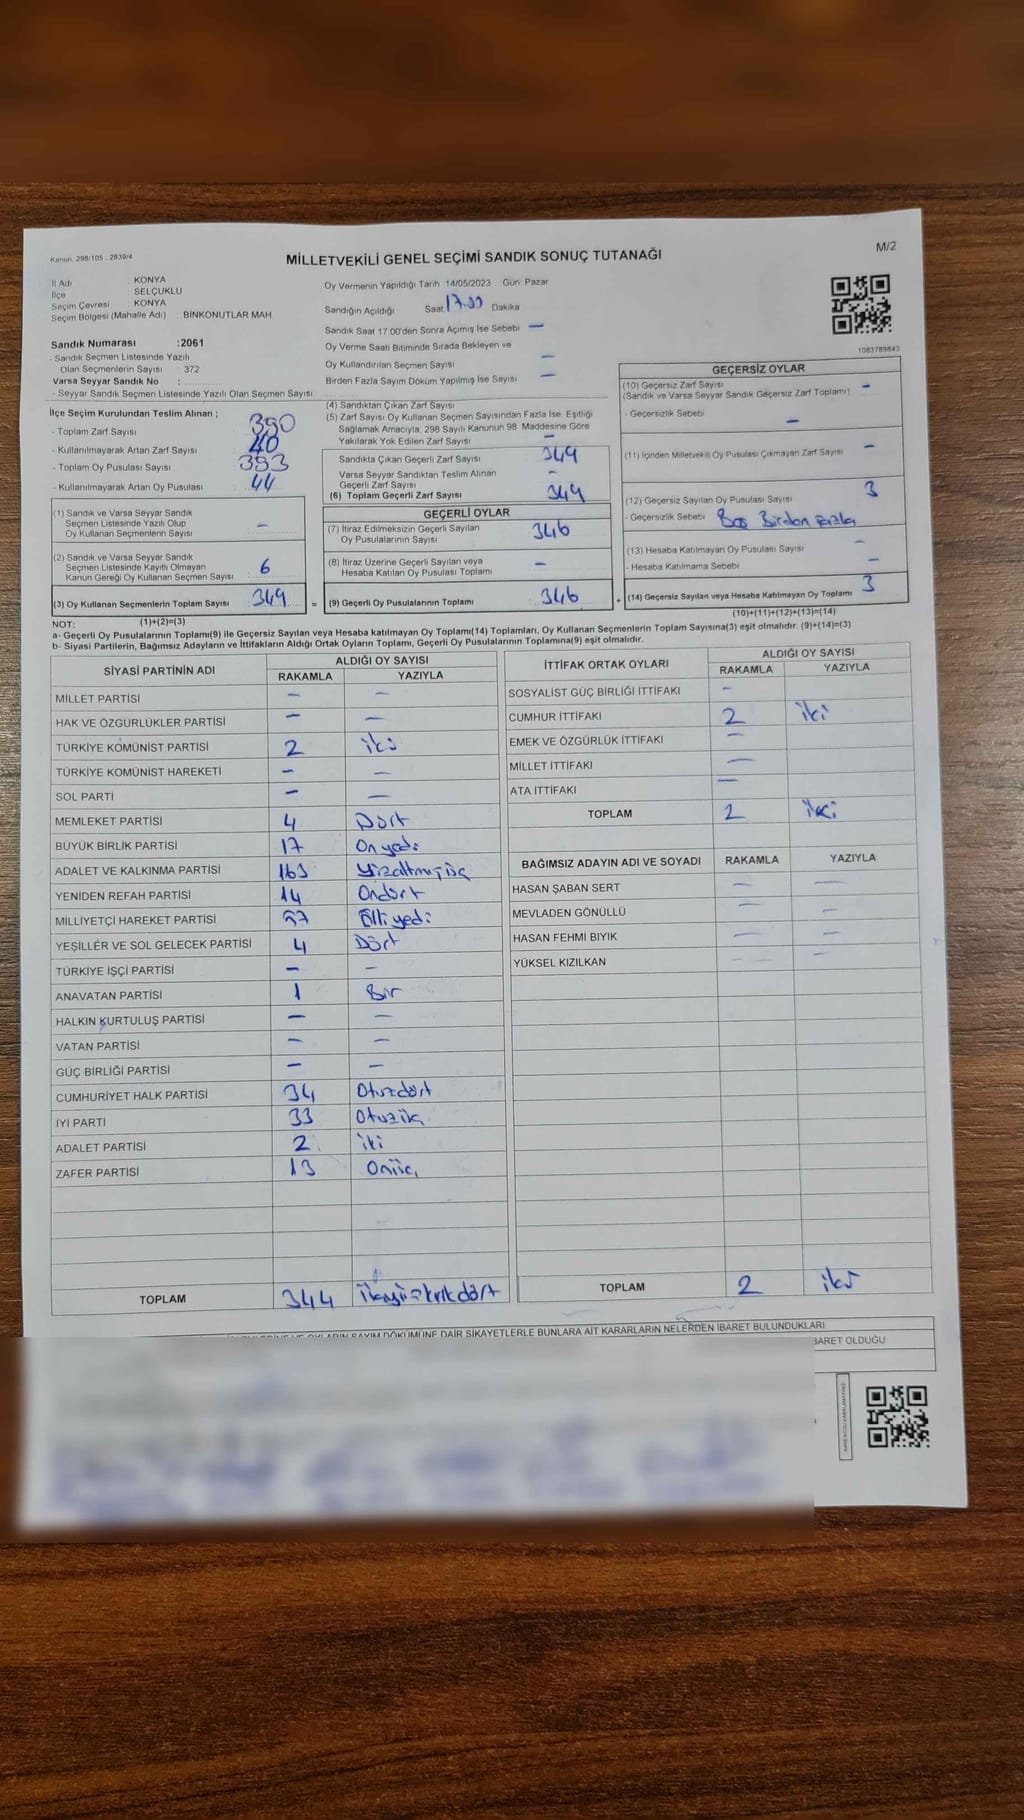 Kanun, 298/105 , 2839/4
MİLLETVEKİLİ GENEL SEÇİMİ SANDIK SONUÇ TUTANAĞI
M/2
İl Adı : KONYA
İlçe : SELÇUKLU
Seçim Çevresi : KONYA
Seçim Bölgesi (Mahalle Adı) : BİNKONUTLAR MAH
Sandık Numarası :2061
- Sandık Seçmen Listesinde Yazılı
Olan Seçmenlerin Sayısı : 372
Varsa Seyyar Sandık No :
- Seyyar Sandık Seçmen Listesinde Yazılı Olan Seçmen Sayısı
Oy Vermenin Yapıldığı Tarih 14/05/2023 Gün Pazar
Sandığın Açıldığı Saat Dakika
Sandık Saat 17:00'den Sonra Açımış İse Sebebi —
Oy Verme Saati Bitiminde Sırada Bekleyen ve
Oy Kullandırılan Seçmen Sayısı —
Birden Fazla Sayım Döküm Yapılmış İse Sayısı —
1083789843
İlçe Seçim Kurulundan Teslim Alınan ;
- Toplam Zarf Sayısı 390
- Kullanılmayarak Artan Zarf Sayısı 40
- Toplam Oy Pusulası Sayısı 393
- Kullanılmayarak Artan Oy Pusulası 44
(1) Sandık ve Varsa Seyyar Sandık
Seçmen Listesinde Yazılı Olup
Oy Kullanan Seçmenlerin Sayısı —
(2) Sandık ve Varsa Seyyar Sandık
Seçmen Listesinde Kayıtlı Olmayan
Kanun Gereği Oy Kullanan Seçmen Sayısı 6
(3) Oy Kullanan Seçmenlerin Toplam Sayısı 349 =
(4) Sandıktan Çıkan Zarf Sayısı
(5) Zarf Sayısı Oy Kullanan Seçmen Sayısından Fazla İse, Eşitliği
Sağlamak Amacıyla, 298 Sayılı Kanunun 98. Maddesine Göre
Yakılarak Yok Edilen Zarf Sayısı —
Sandıkta Çıkan Geçerli Zarf Sayısı 349
Varsa Seyyar Sandıktan Teslim Alınan
Geçerli Zarf Sayısı —
(6) Toplam Geçerli Zarf Sayısı 349
GEÇERLİ OYLAR
(7) İtiraz Edilmeksizin Geçerli Sayılan
Oy Pusulalarının Sayısı 346
(8) İtiraz Üzerine Geçerli Sayılan veya
Hesaba Katılan Oy Pusulası Toplamı —
(9) Geçerli Oy Pusulalarının Toplamı 346 +
GEÇERSİZ OYLAR
(10) Geçersiz Zarf Sayısı —
(Sandık ve Varsa Seyyar Sandık Geçersiz Zarf Toplamı)
- Geçersizlik Sebebi —
(11) İçinden Milletvekili Oy Pusulası Çıkmayan Zarf Sayısı —
(12) Geçersiz Sayılan Oy Pusulası Sayısı 3
- Geçersizlik Sebebi Boş Birden fazla
(13) Hesaba Katılmayan Oy Pusulası Sayısı —
- Hesaba Katılmama Sebebi —
(14) Geçersiz Sayılan veya Hesaba Katılmayan Oy Toplamı 3
NOT: (1)+(2)=(3)
(10)+(11)+(12)+(13)=(14)
a- Geçerli Oy Pusulalarının Toplamı(9) ile Geçersiz Sayılan veya Hesaba katılmayan Oy Toplamı(14) Toplamları, Oy Kullanan Seçmenlerin Toplam Sayısına(3) eşit olmalıdır. (9)+(14)=(3)
b- Siyasi Partilerin, Bağımsız Adayların ve İttifakların Aldığı Ortak Oyların Toplamı, Geçerli Oy Pusulalarının Toplamına(9) eşit olmalıdır.
SİYASİ PARTİNİN ADI
ALDIĞI OY SAYISI
RAKAMLA YAZIYLA
MİLLET PARTİSİ — —
HAK VE ÖZGÜRLÜKLER PARTİSİ — —
TÜRKİYE KOMÜNİST PARTİSİ 2 iki
TÜRKİYE KOMÜNİST HAREKETİ — —
SOL PARTİ — —
MEMLEKET PARTİSİ 4 Dört
BÜYÜK BİRLİK PARTİSİ 17 Onyedi
ADALET VE KALKINMA PARTİSİ 163 Yüzaltmışüç
YENİDEN REFAH PARTİSİ 14 Ondört
MİLLİYETÇİ HAREKET PARTİSİ 57 Elliyedi
YEŞİLLER VE SOL GELECEK PARTİSİ 4 Dört
TÜRKİYE İŞÇİ PARTİSİ — —
ANAVATAN PARTİSİ 1 Bir
HALKIN KURTULUŞ PARTİSİ — —
VATAN PARTİSİ — —
GÜÇ BİRLİĞİ PARTİSİ — —
CUMHURİYET HALK PARTİSİ 34 Otuzdört
İYİ PARTİ 33 Otuzüç
ADALET PARTİSİ 2 iki
ZAFER PARTİSİ 13 Onüç
TOPLAM 344
İTTİFAK ORTAK OYLARI
ALDIĞI OY SAYISI
RAKAMLA YAZIYLA
SOSYALİST GÜÇ BİRLİĞİ İTTİFAKI —
CUMHUR İTTİFAKI 2 iki
EMEK VE ÖZGÜRLÜK İTTİFAKI —
MİLLET İTTİFAKI —
ATA İTTİFAKI —
TOPLAM 2 iki
BAĞIMSIZ ADAYIN ADI VE SOYADI RAKAMLA YAZIYLA
HASAN ŞABAN SERT — —
MEVLADEN GÖNÜLLÜ — —
HASAN FEHMİ BIYIK — —
YÜKSEL KIZILKAN — —
TOPLAM 2 iki
OYLARIN SAYIM DÖKÜMÜNE DAİR ŞİKAYETLERLE BUNLARA AİT KARARLARIN NELERDEN İBARET BULUNDUKLARI
BARET OLDUĞU